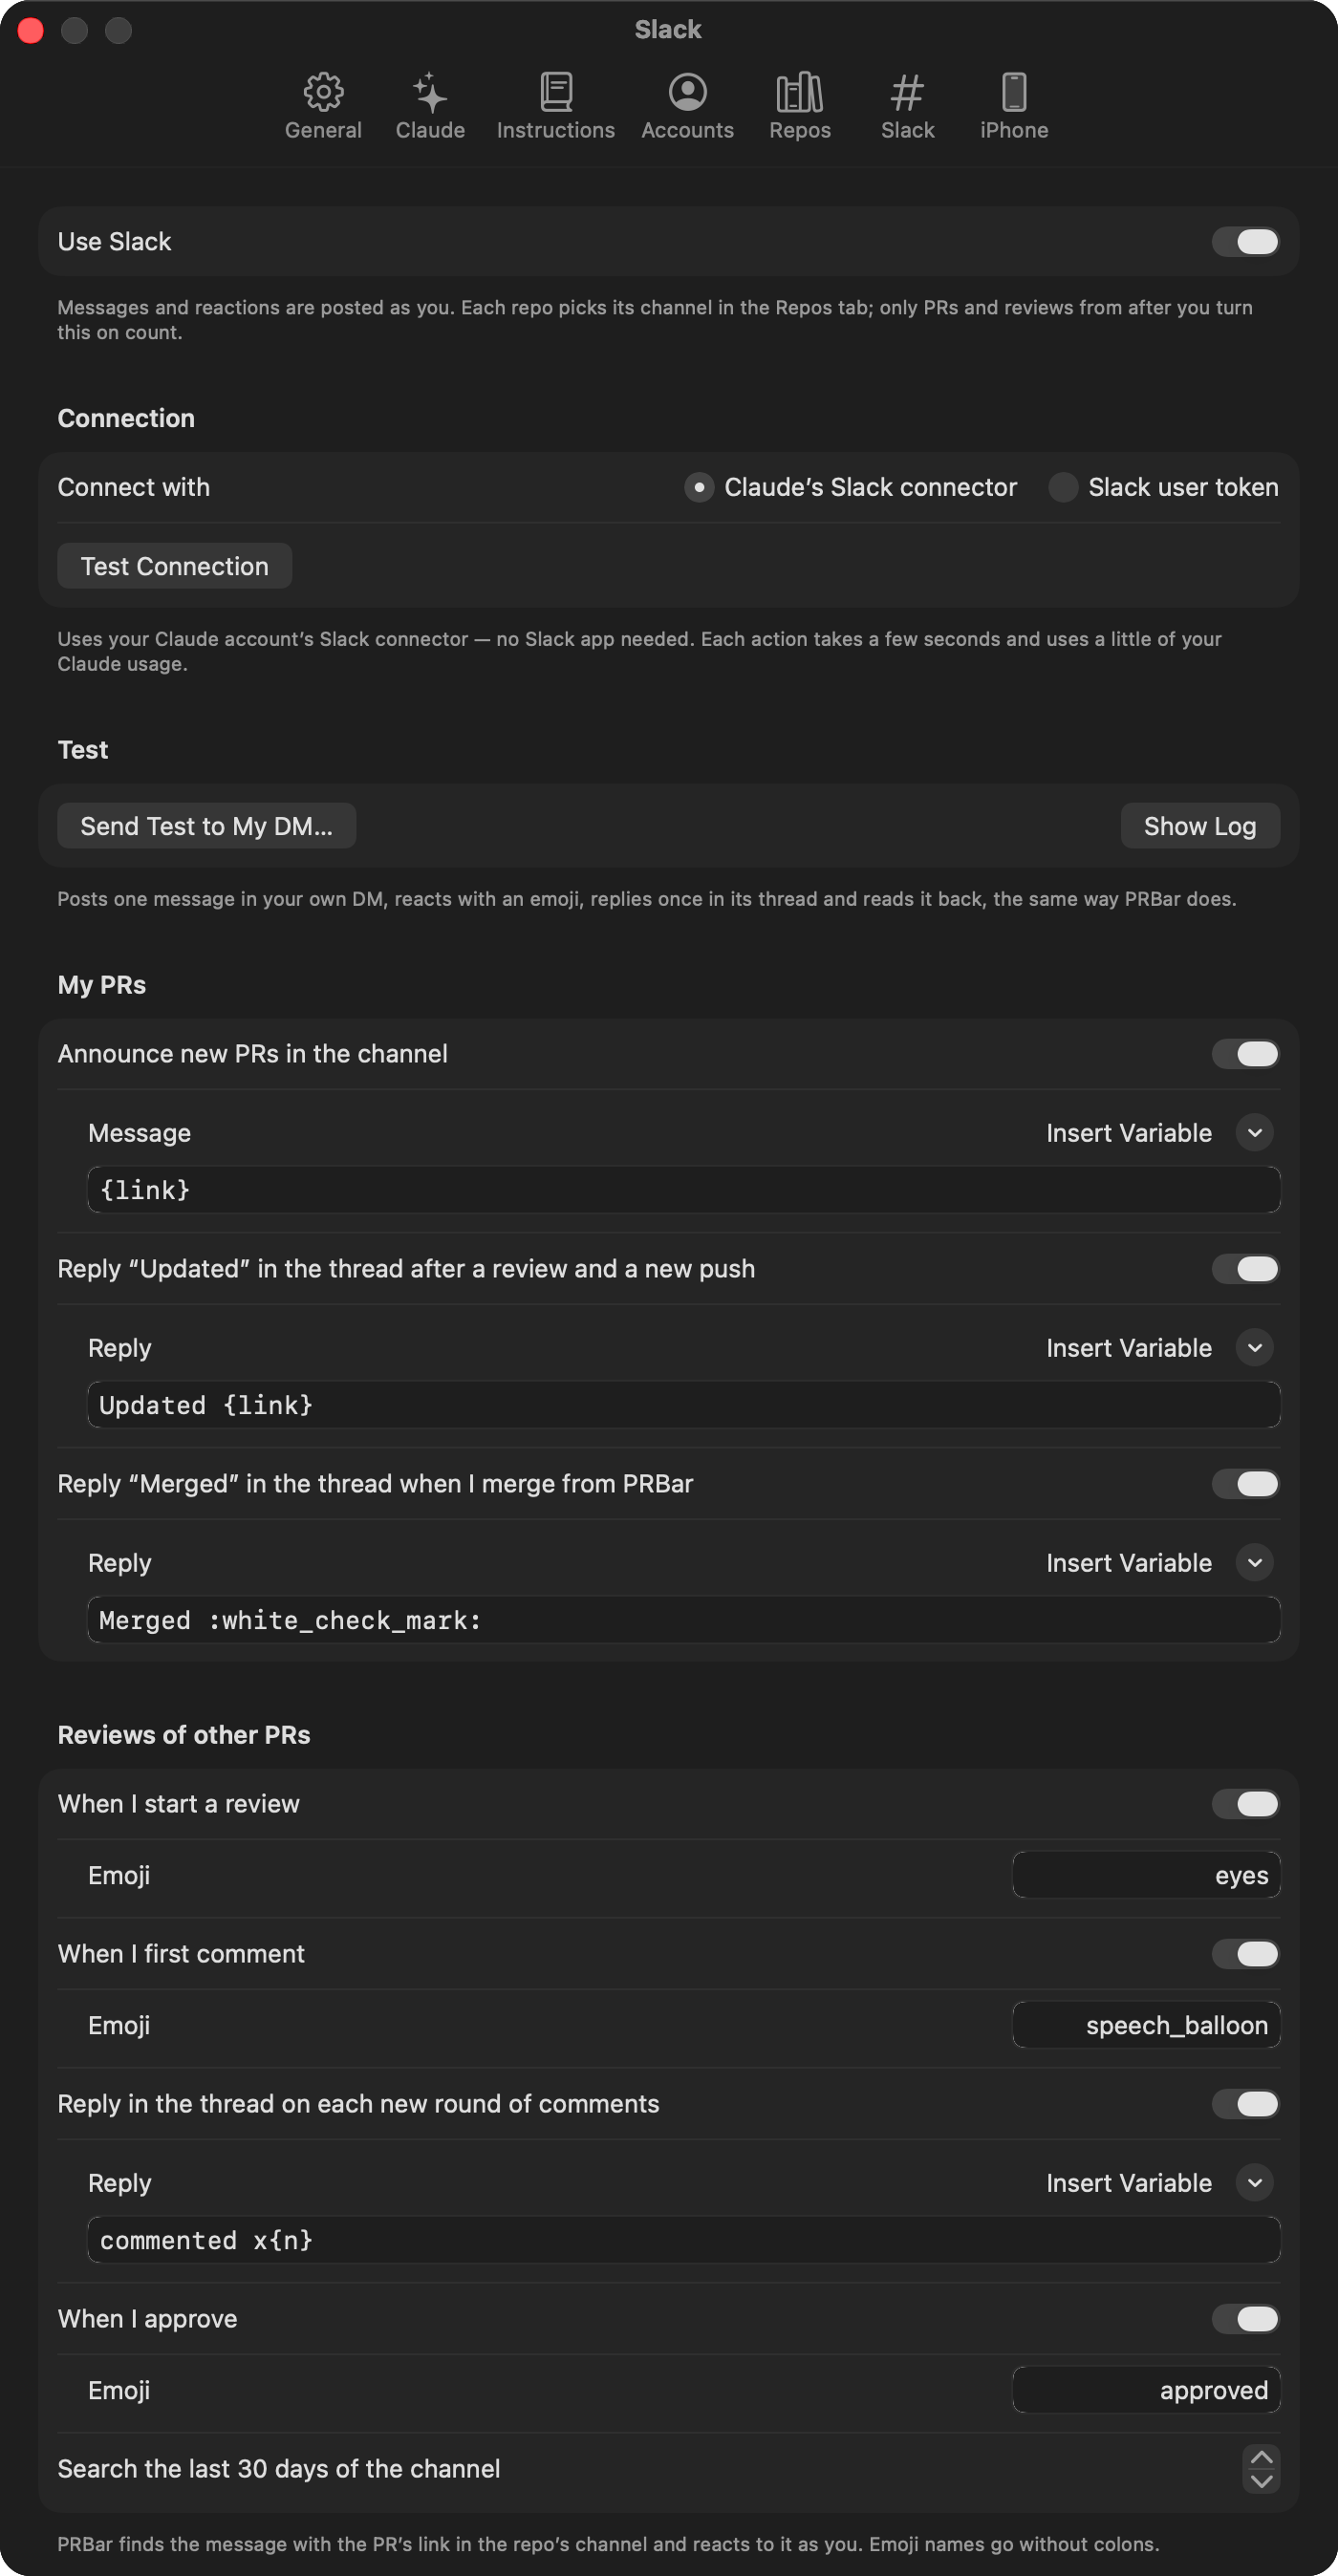 Slack
General
Claude
Instructions
Accounts
Repos
Slack
iPhone
Use Slack
Messages and reactions are posted as you. Each repo picks its channel in the Repos tab; only PRs and reviews from after you turn
this on count.
Connection
Connect with
Claude’s Slack connector
Slack user token
Test Connection
Uses your Claude account’s Slack connector — no Slack app needed. Each action takes a few seconds and uses a little of your
Claude usage.
Test
Send Test to My DM...
Show Log
Posts one message in your own DM, reacts with an emoji, replies once in its thread and reads it back, the same way PRBar does.
My PRs
Announce new PRs in the channel
Message
Insert Variable
{link}
Reply “Updated” in the thread after a review and a new push
Reply
Insert Variable
Updated {link}
Reply “Merged” in the thread when I merge from PRBar
Reply
Insert Variable
Merged :white_check_mark:
Reviews of other PRs
When I start a review
Emoji
eyes
When I first comment
Emoji
speech_balloon
Reply in the thread on each new round of comments
Reply
Insert Variable
commented x{n}
When I approve
Emoji
approved
Search the last 30 days of the channel
PRBar finds the message with the PR’s link in the repo’s channel and reacts to it as you. Emoji names go without colons.